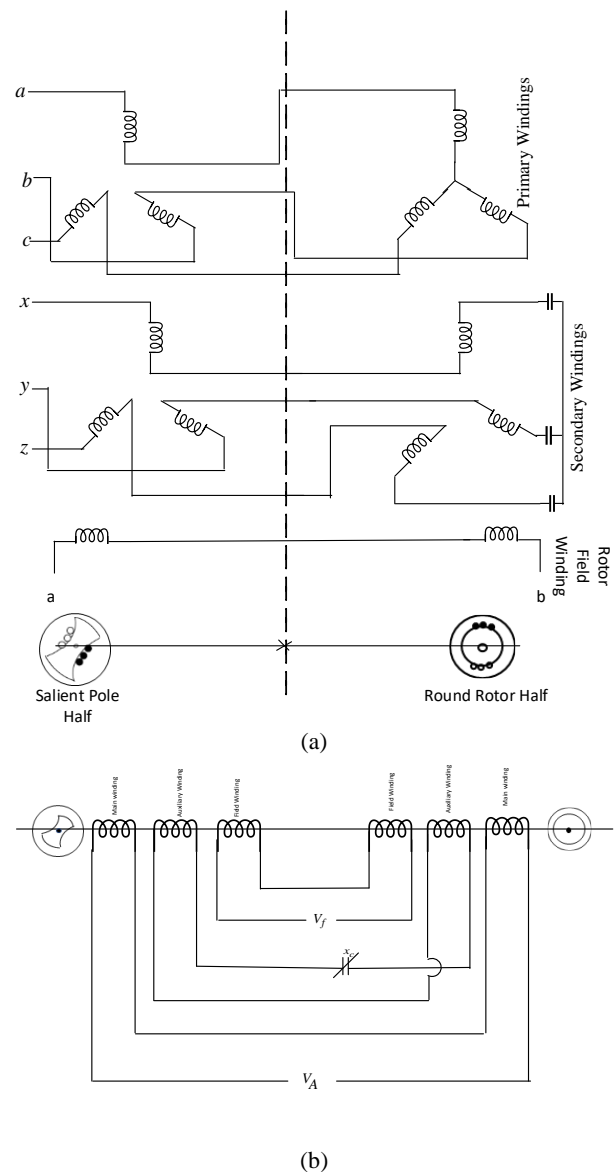 a
b
c
Primary Windings
x
y
z
Secondary Windings
Rotor
Field
Winding
a
b
Salient Pole
Half
Round Rotor Half
(a)
Main winding
Auxiliary Winding
Field Winding
Field Winding
Auxiliary Winding
Main winding
V_f
x_c
V_A
(b)